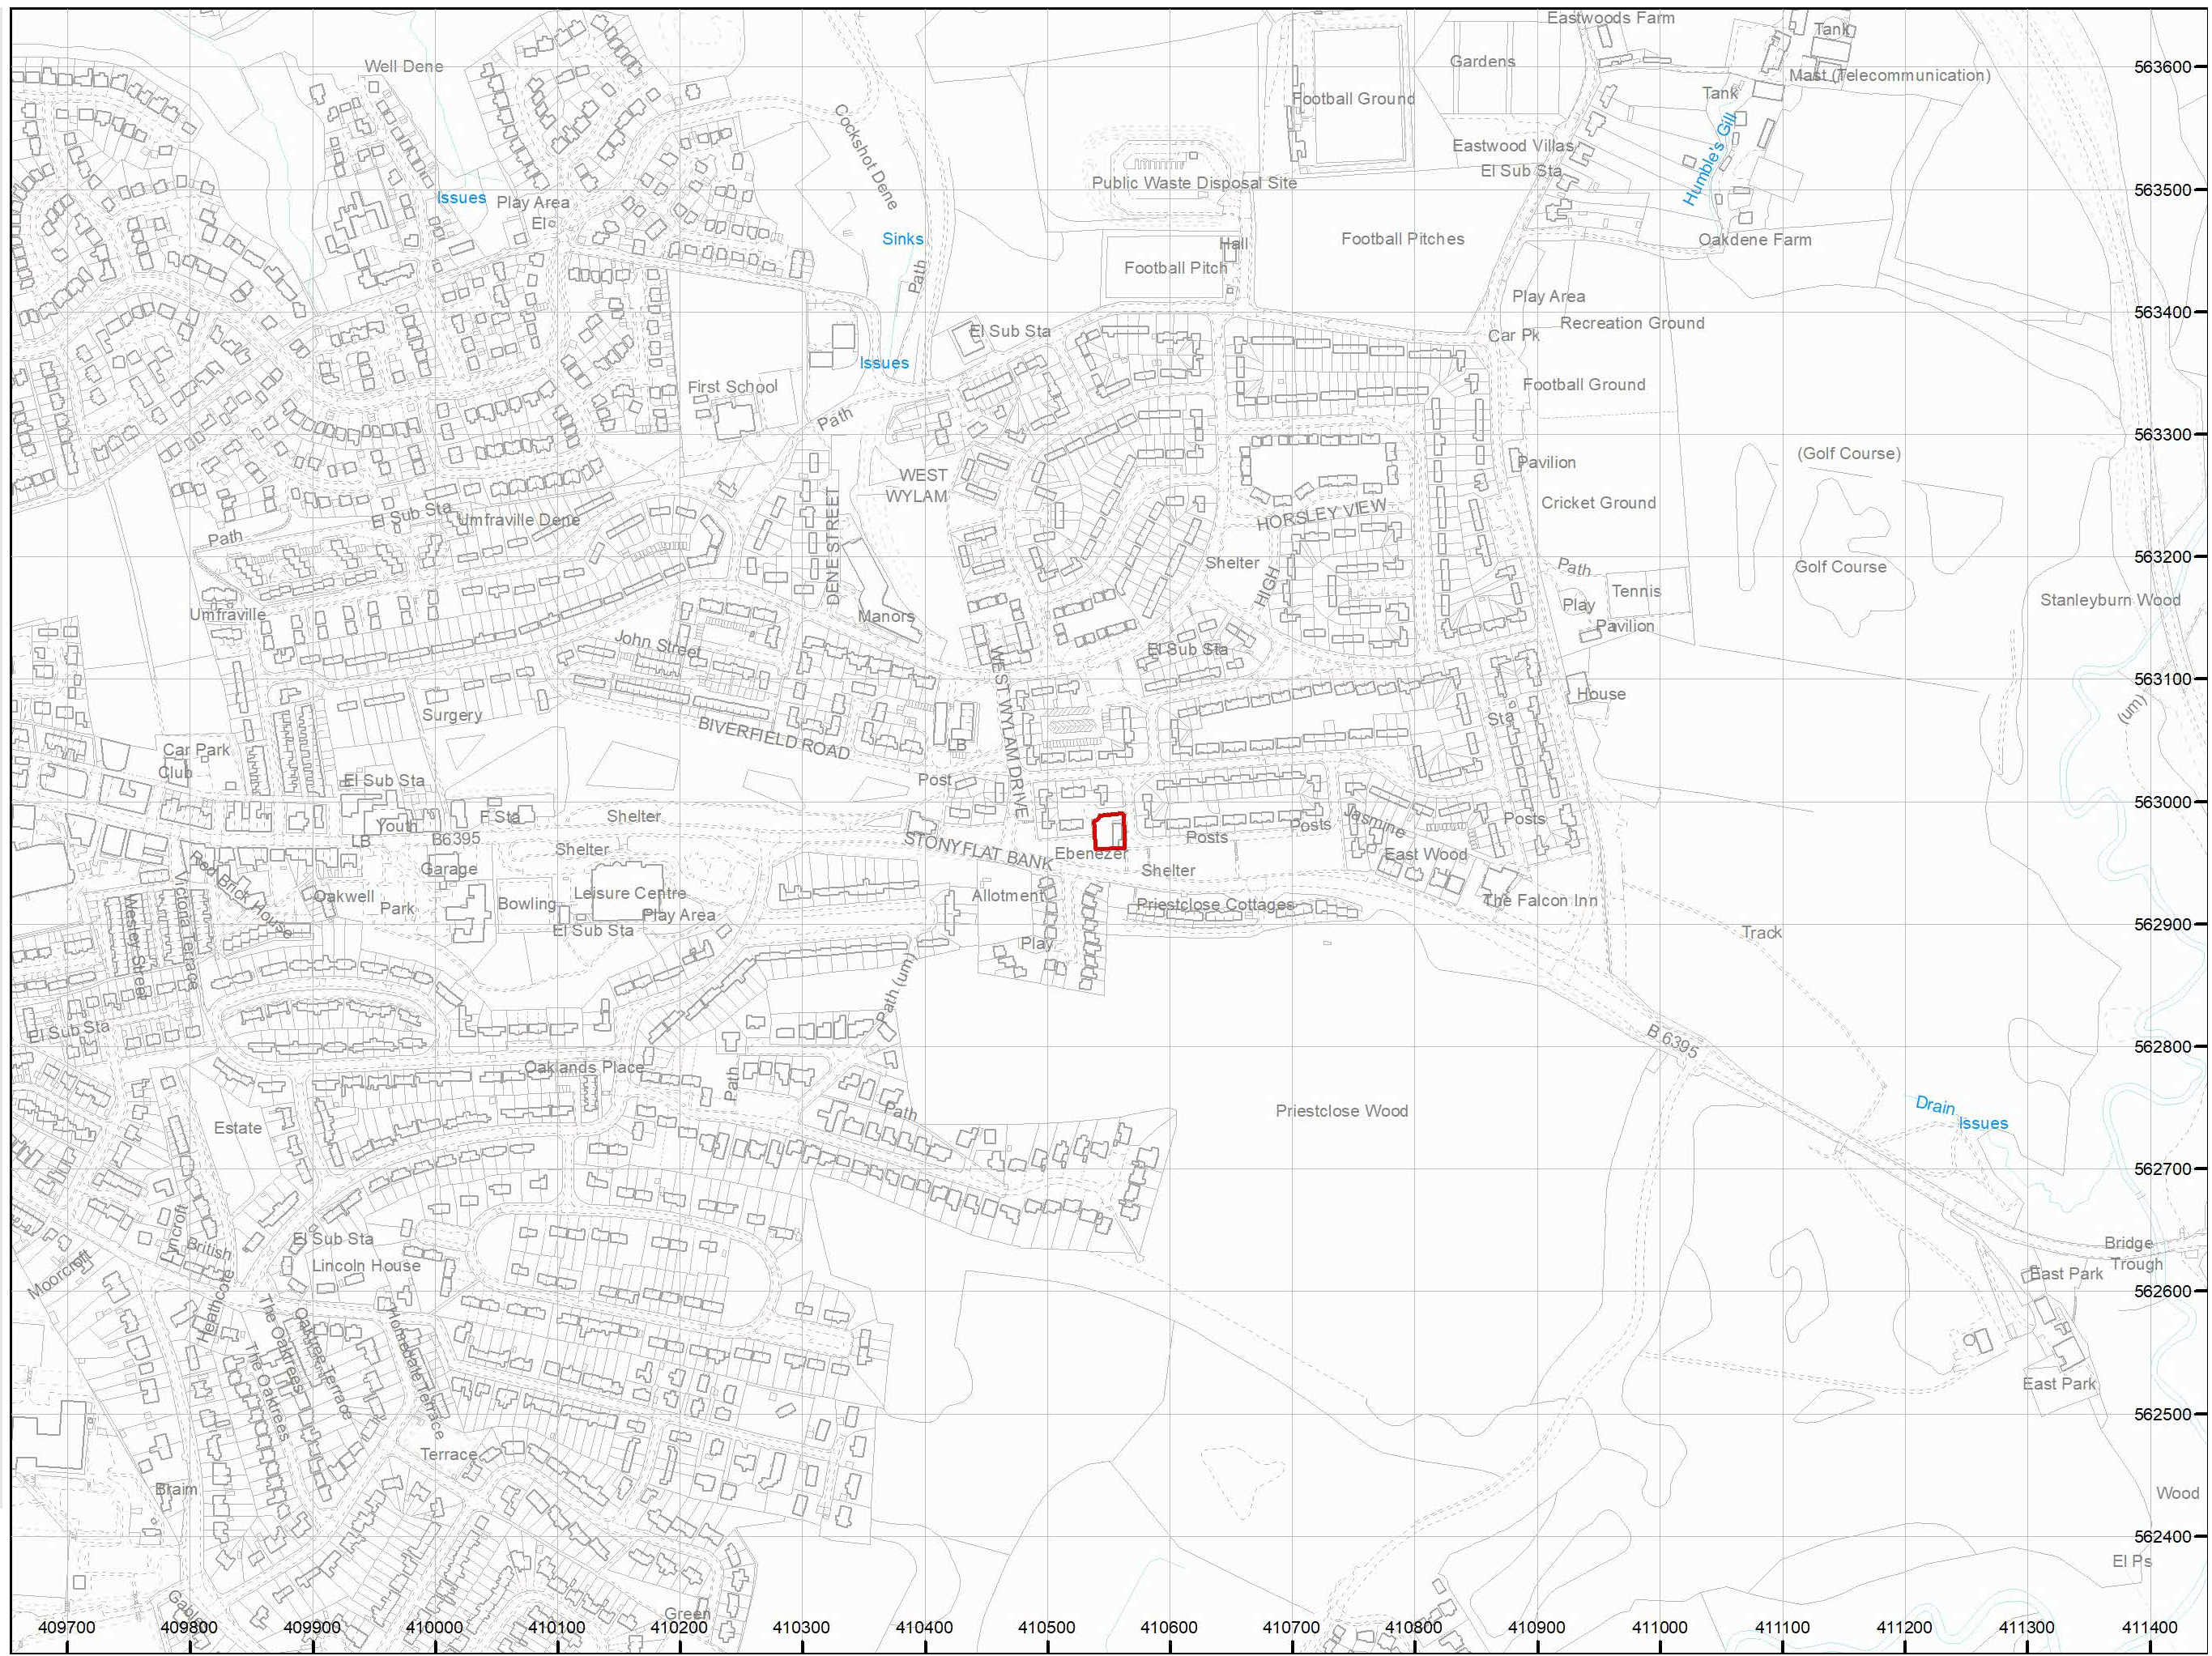 Eastwoods Farm
Tank
Well Dene
Gardens
563600
Mast (Telecommunication)
Tank
Football Ground
Cockshot Dene
Humble's Gill
Eastwood Villas
El Sub Sta
Public Waste Disposal Site
563500
Issues
Play Area
El
Sinks
Path
Hall
Football Pitches
Oakdene Farm
Football Pitch
Play Area
563400
Recreation Ground
El Sub Sta
Car Pk
Issues
First School
Football Ground
Path
563300
(Golf Course)
WEST
WYLAM
Pavilion
Cricket Ground
El Sub Sta
Umfraville Dene
HORSLEY VIEW
Path
DENE STREET
563200
Shelter
Path
Golf Course
HIGH
Tennis
Stanleyburn Wood
Umfraville
Manors
Play
Pavilion
John Street
El Sub Sta
563100
WEST WYLAM DRIVE
House
(um)
Surgery
Sta
BIVERFIELD ROAD
LB
Car Park
Club
El Sub Sta
Post
563000
F Sta
Shelter
Youth
Jasmine
Posts
Posts
Posts
LB
B6395
STONYFLAT BANK
Ebenezer
Shelter
East Wood
Garage
Shelter
Red Brick House
Leisure Centre
Allotment
Oakwell
Park
Bowling
Play Area
Priestclose Cottages
The Falcon Inn
El Sub Sta
562900
Track
Westley Street
Victoria Terrace
Play
Path (um)
El Sub Sta
B 6395
562800
Oaklands Place
Path
Path
Priestclose Wood
Drain
Issues
Estate
562700
Lyncroft
British
El Sub Sta
Bridge
Trough
Lincoln House
East Park
Moorcroft
562600
Heathcote
The Oaktrees
Oaktree Terrace
Homedale Terrace
The Oaktrees
East Park
562500
Terrace
Braim
Wood
562400
El Ps
Green
409700 409800 409900 410000 410100 410200 410300 410400 410500 410600 410700 410800 410900 411000 411100 411200 411300 411400